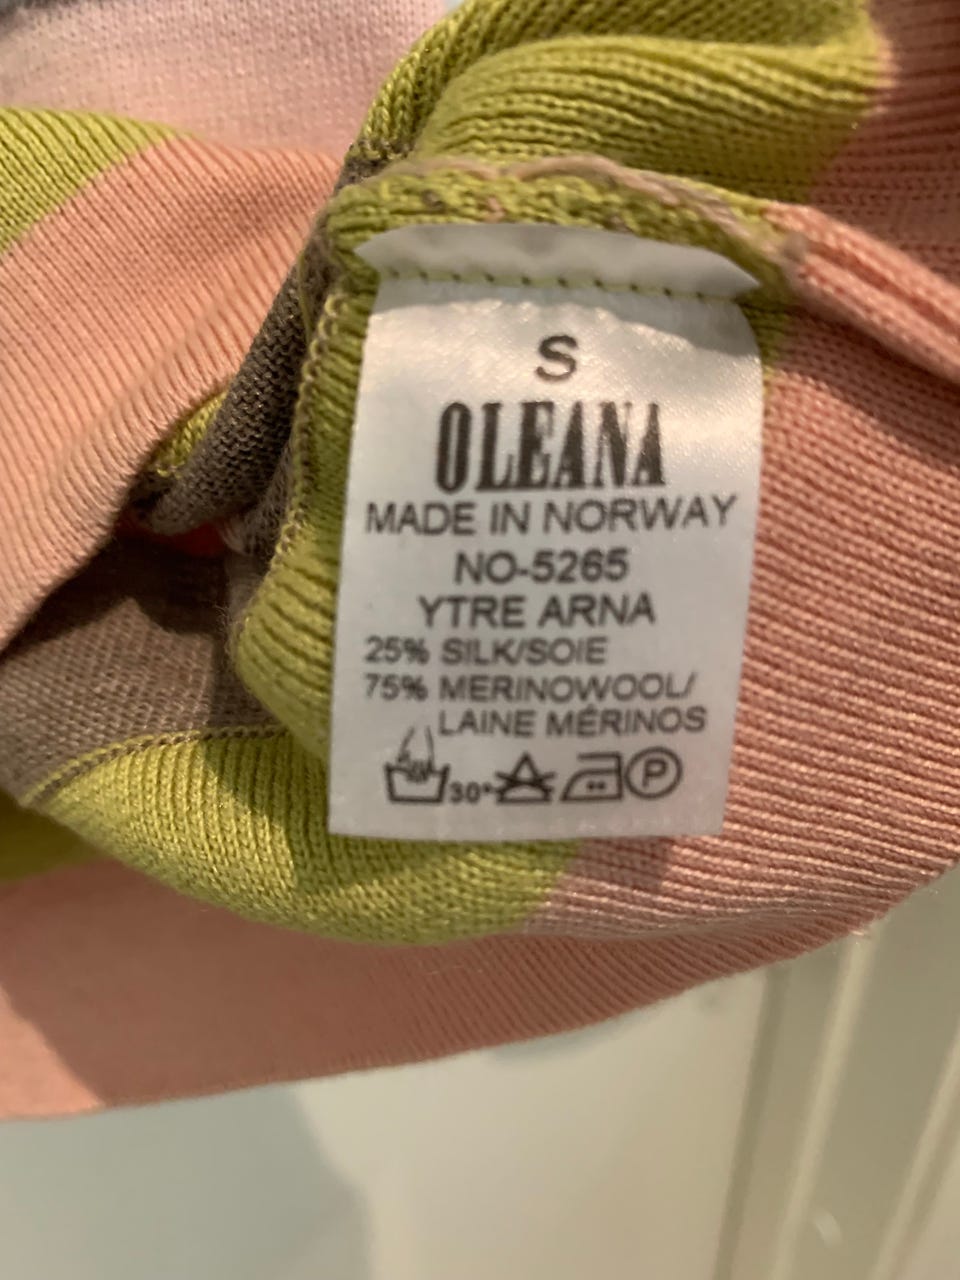 S
OLEANA
MADE IN NORWAY
NO-5265
YTRE ARNA
25% SILK/SOIE
75% MERINOWOOL/
LAINE MÉRINOS
30° P